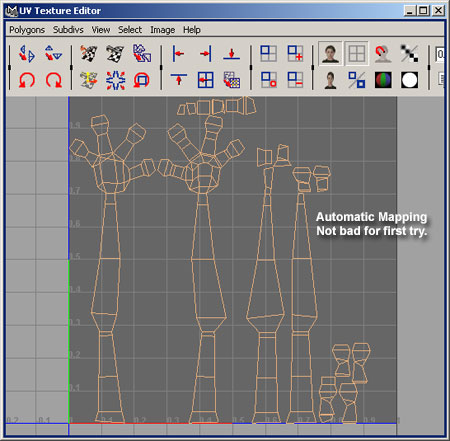 UV Texture Editor
Polygons Subdivs View Select Image Help
0.9
0.8
Automatic Mapping
Not bad for first try.
0.7
0.6
0.5
0.4
0.3
0.2
0.1
0.2 0.1 0 0.1 0.2 0.3 0.4 0.5 0.6 0.7 0.8 0.9